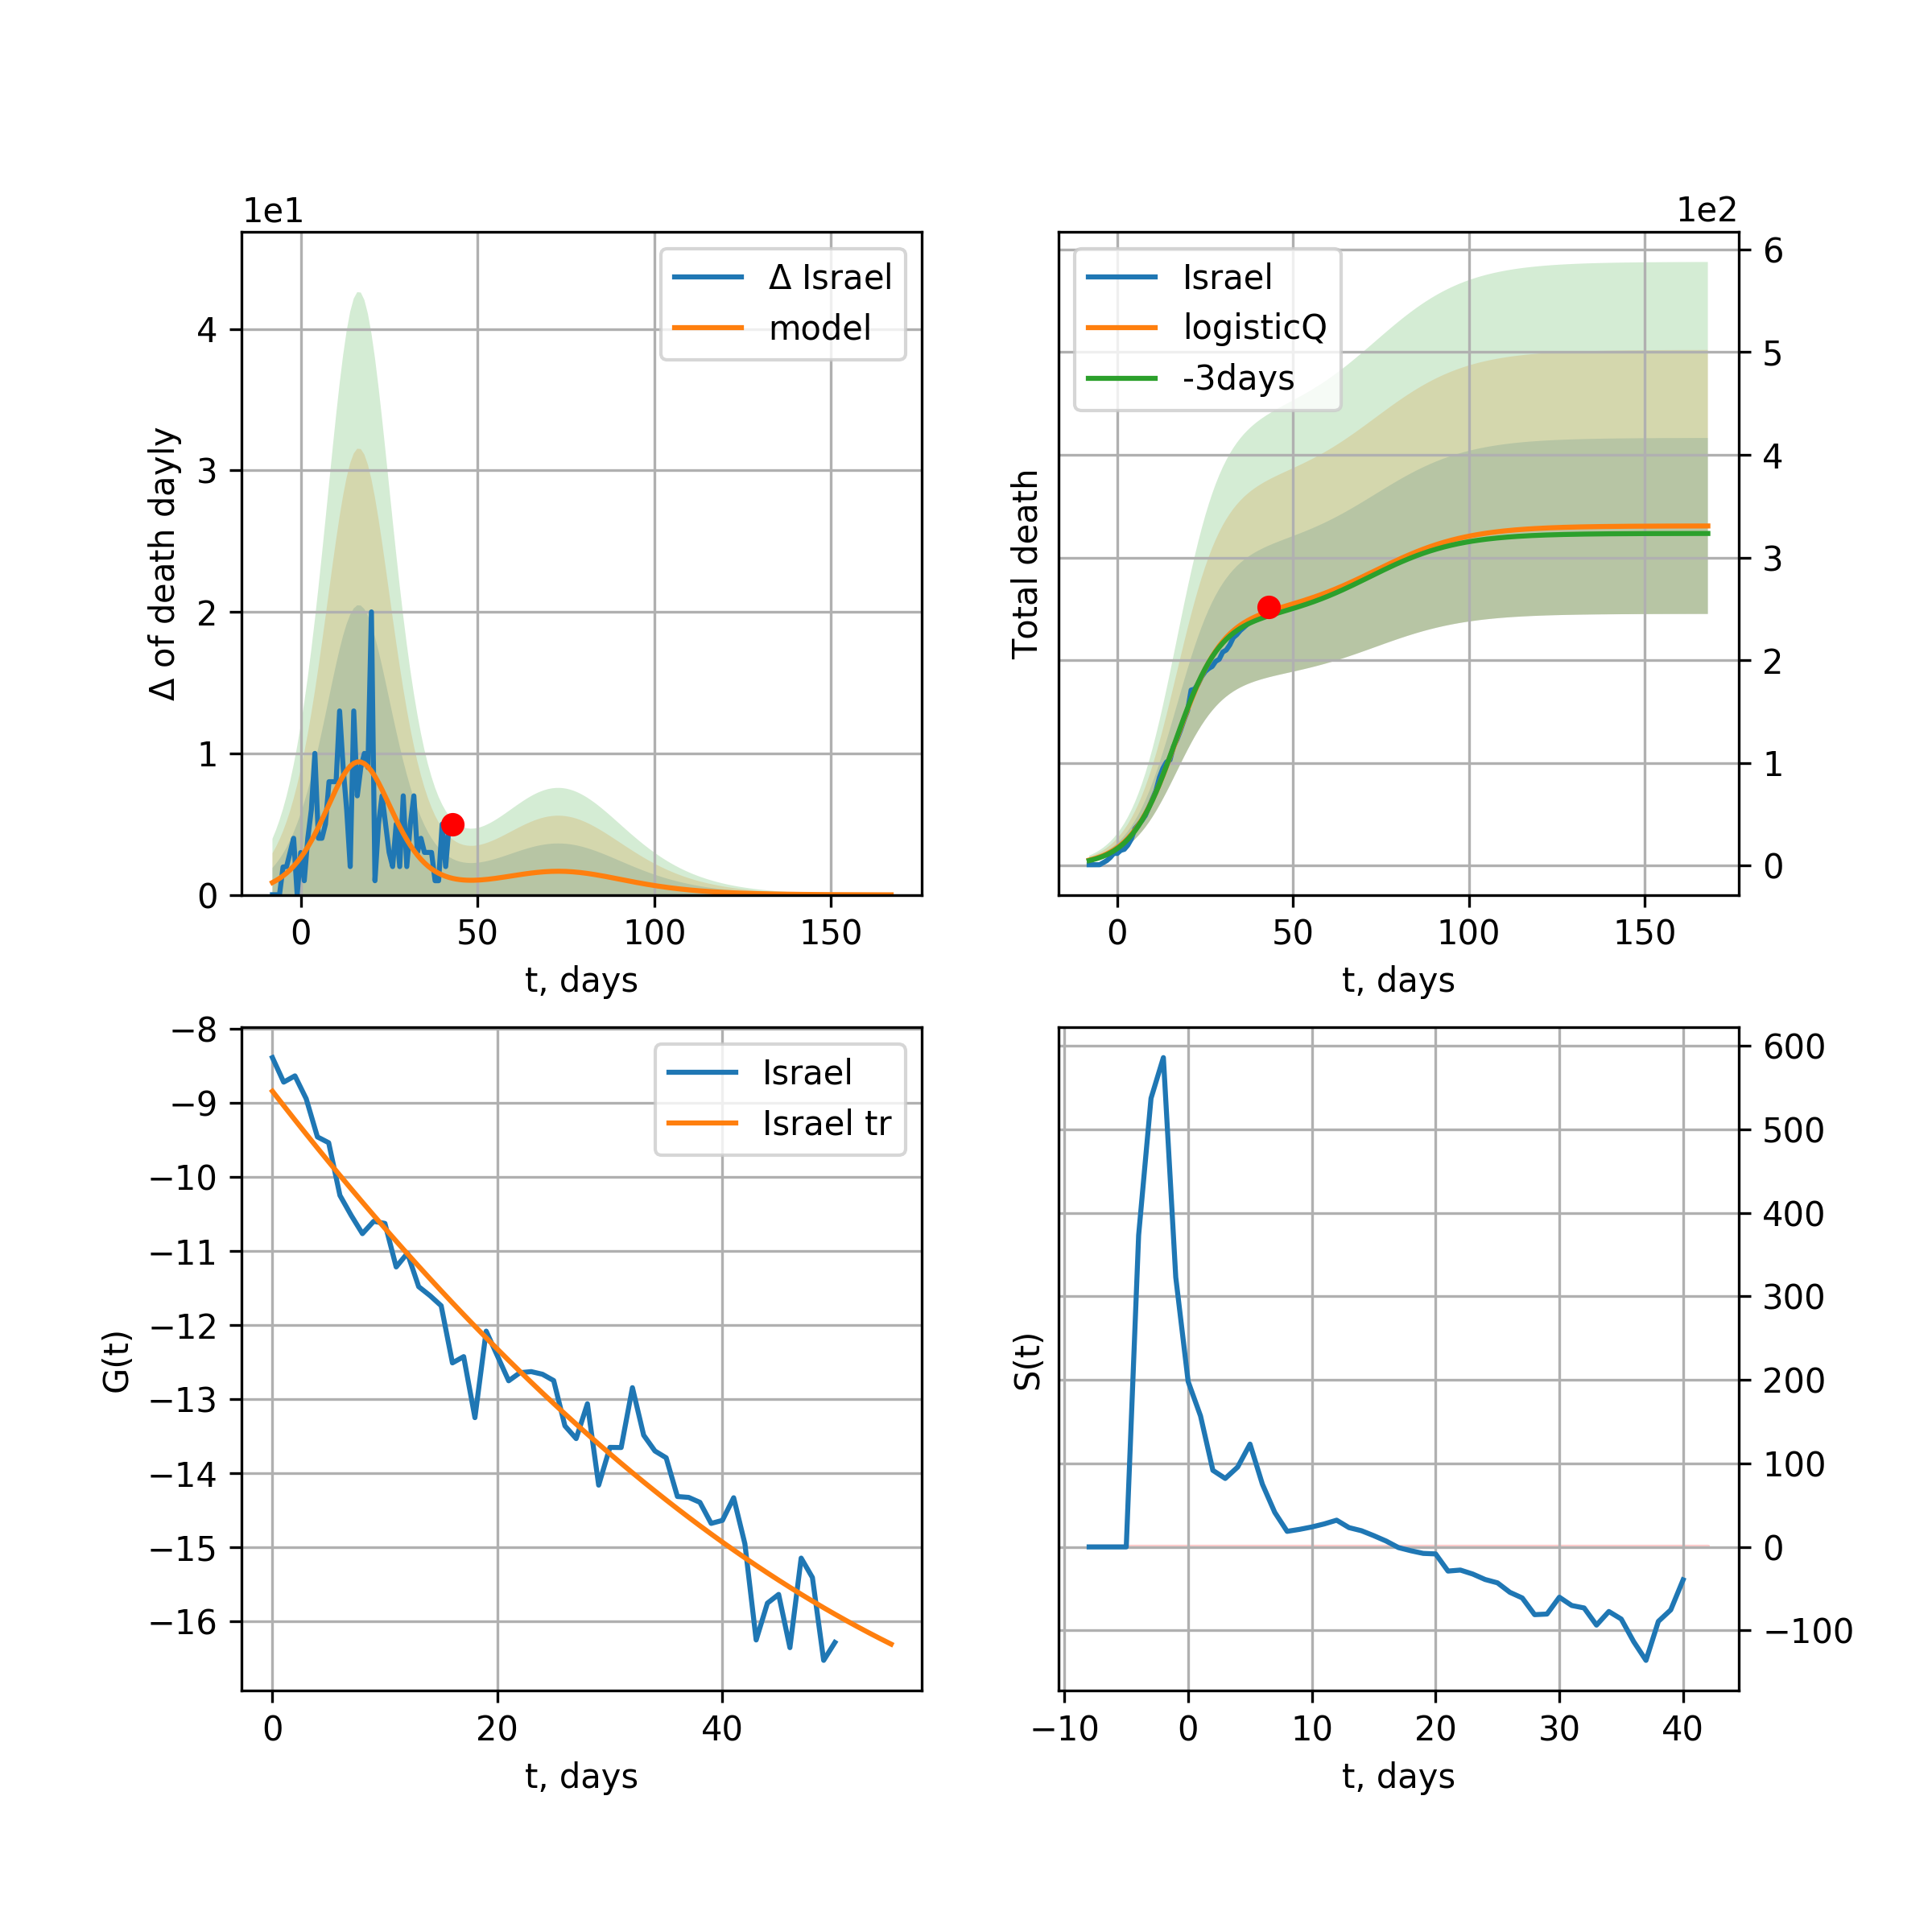 1e1
Δ of death dayly
4
3
2
1
0
Δ Israel
model
0 50 100 150
t, days
1e2
Total death
Israel
logisticQ
-3days
6
5
4
3
2
1
0
0 50 100 150
t, days
G(t)
−8
−9
−10
−11
−12
−13
−14
−15
−16
Israel
Israel tr
0 20 40
t, days
S(t)
600
500
400
300
200
100
0
−100
−10 0 10 20 30 40
t, days